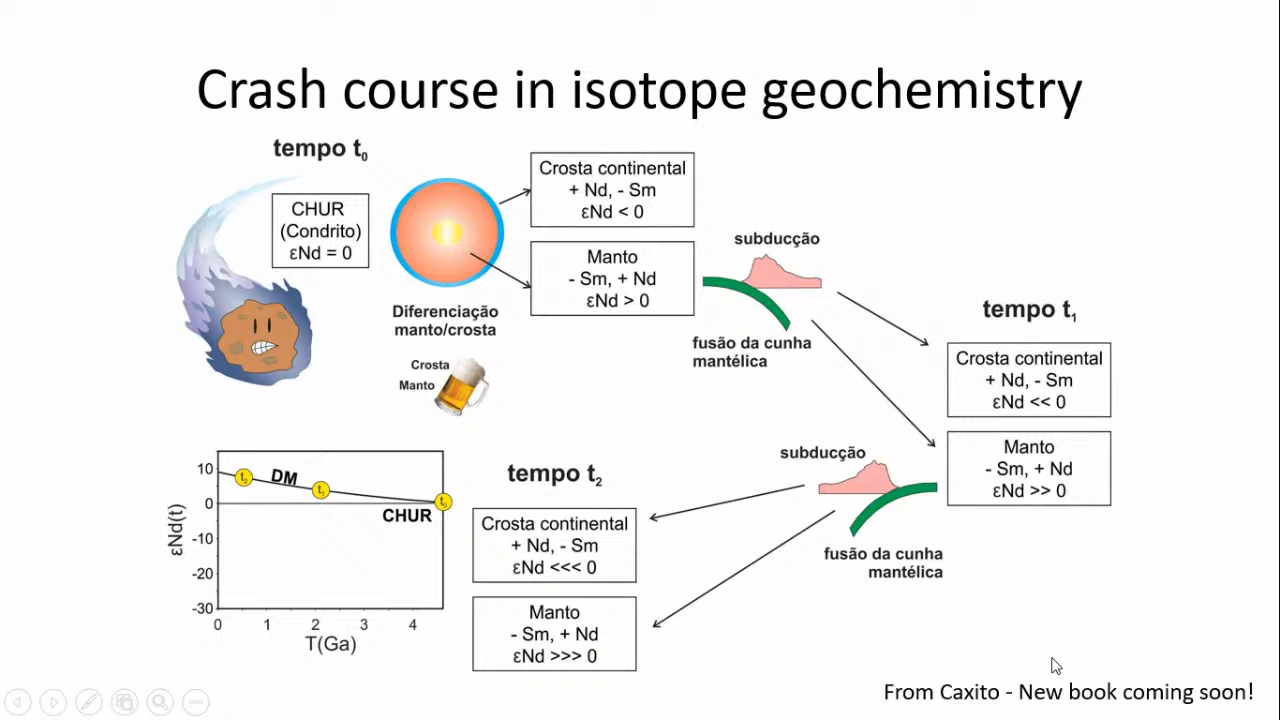 Crash course in isotope geochemistry
tempo t0
CHUR
(Condrito)
εNd = 0
Crosta continental
+ Nd, - Sm
εNd < 0
Manto
- Sm, + Nd
εNd > 0
Diferenciação
manto/crosta
Crosta
Manto
subducção
fusão da cunha
mantélica
tempo t1
Crosta continental
+ Nd, - Sm
εNd << 0
Manto
- Sm, + Nd
εNd >> 0
subducção
fusão da cunha
mantélica
tempo t2
Crosta continental
+ Nd, - Sm
εNd <<< 0
Manto
- Sm, + Nd
εNd >>> 0
10
0
-10
-20
-30
εNd(t)
t2
DM
t1
t0
CHUR
0 1 2 3 4
T(Ga)
From Caxito - New book coming soon!